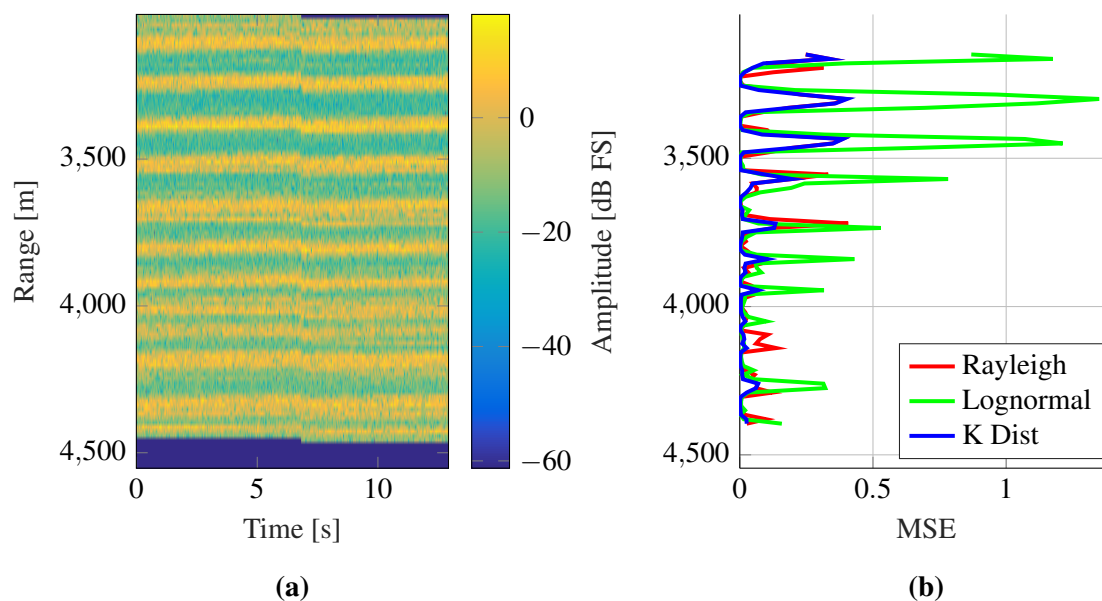 3,500
4,000
4,500
Range [m]
0
5
10
Time [s]
0
−20
−40
−60
Amplitude [dB FS]
(a)
3,500
4,000
4,500
0
0.5
1
MSE
Rayleigh
Lognormal
K Dist
(b)